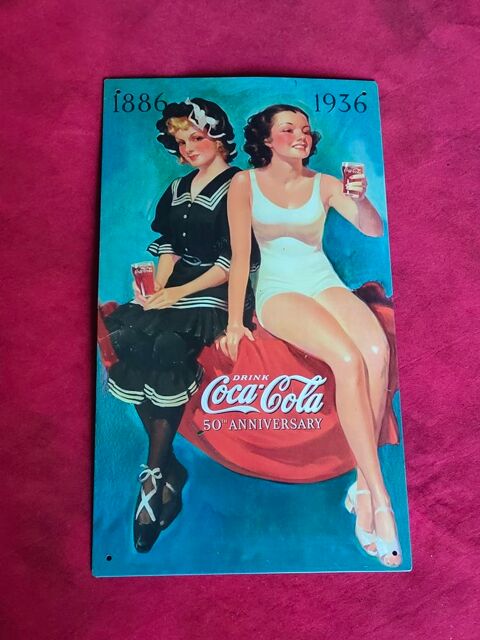 1886 1936
DRINK
Coca-Cola
50TH ANNIVERSARY